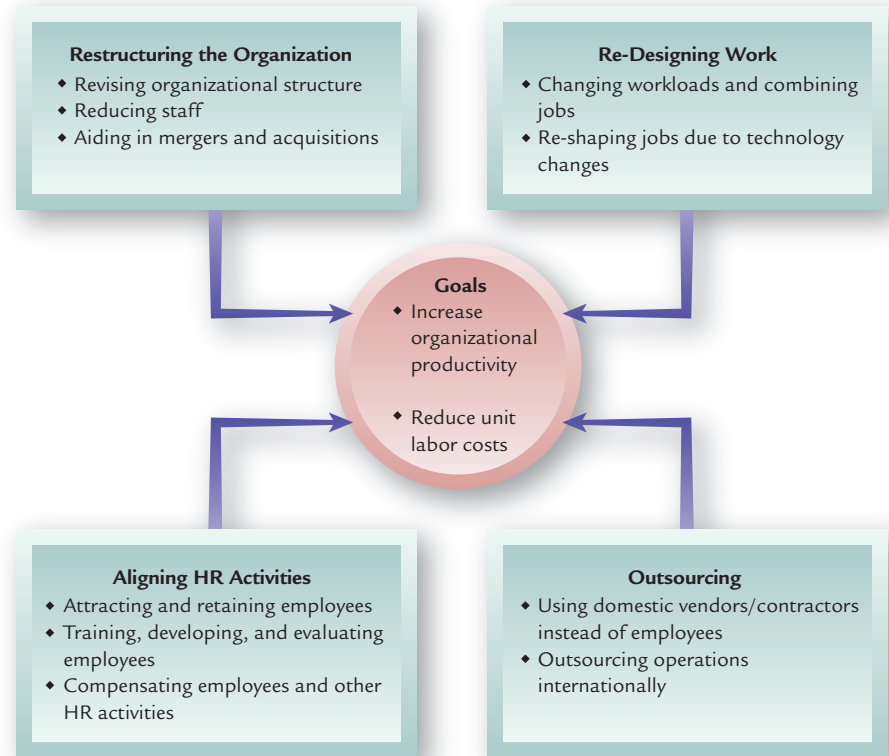 Restructuring the Organization
◆ Revising organizational structure
◆ Reducing staff
◆ Aiding in mergers and acquisitions
Re-Designing Work
◆ Changing workloads and combining
jobs
◆ Re-shaping jobs due to technology
changes
Goals
◆ Increase
organizational
productivity
◆ Reduce unit
labor costs
Aligning HR Activities
◆ Attracting and retaining employees
◆ Training, developing, and evaluating
employees
◆ Compensating employees and other
HR activities
Outsourcing
◆ Using domestic vendors/contractors
instead of employees
◆ Outsourcing operations
internationally